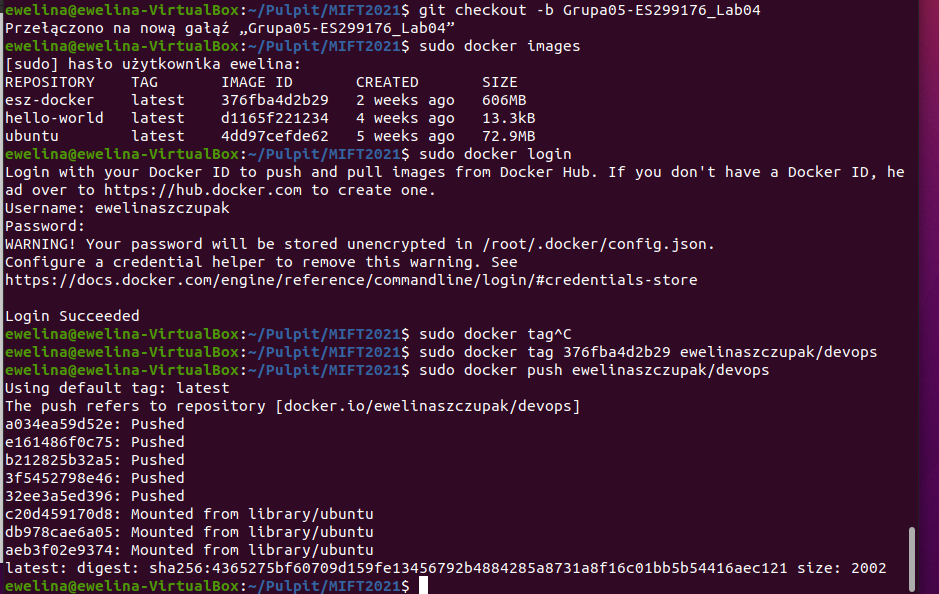 ewelina@ewelina-VirtualBox:~/Pulpit/MIFT2021$ git checkout -b Grupa05-ES299176_Lab04
Przełączono na nową gałąź „Grupa05-ES299176_Lab04”
ewelina@ewelina-VirtualBox:~/Pulpit/MIFT2021$ sudo docker images
[sudo] hasło użytkownika ewelina:
REPOSITORY    TAG       IMAGE ID       CREATED       SIZE
esz-docker    latest    376fba4d2b29   2 weeks ago   606MB
hello-world   latest    d1165f221234   4 weeks ago   13.3kB
ubuntu        latest    4dd97cefde62   5 weeks ago   72.9MB
ewelina@ewelina-VirtualBox:~/Pulpit/MIFT2021$ sudo docker login
Login with your Docker ID to push and pull images from Docker Hub. If you don't have a Docker ID, he
ad over to https://hub.docker.com to create one.
Username: ewelinaszczupak
Password:
WARNING! Your password will be stored unencrypted in /root/.docker/config.json.
Configure a credential helper to remove this warning. See
https://docs.docker.com/engine/reference/commandline/login/#credentials-store
Login Succeeded
ewelina@ewelina-VirtualBox:~/Pulpit/MIFT2021$ sudo docker tag^C
ewelina@ewelina-VirtualBox:~/Pulpit/MIFT2021$ sudo docker tag 376fba4d2b29 ewelinaszczupak/devops
ewelina@ewelina-VirtualBox:~/Pulpit/MIFT2021$ sudo docker push ewelinaszczupak/devops
Using default tag: latest
The push refers to repository [docker.io/ewelinaszczupak/devops]
a034ea59d52e: Pushed
e161486f0c75: Pushed
b212825b32a5: Pushed
3f5452798e46: Pushed
32ee3a5ed396: Pushed
c20d459170d8: Mounted from library/ubuntu
db978cae6a05: Mounted from library/ubuntu
aeb3f02e9374: Mounted from library/ubuntu
latest: digest: sha256:4365275bf60709d159fe13456792b4884285a8731a8f16c01bb5b54416aec121 size: 2002
ewelina@ewelina-VirtualBox:~/Pulpit/MIFT2021$